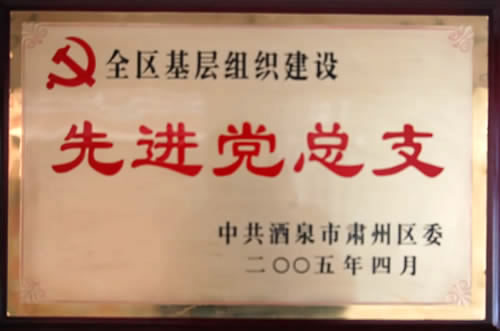 全区基层组织建设
先进党总支
中共酒泉市肃州区委
二〇〇五年四月